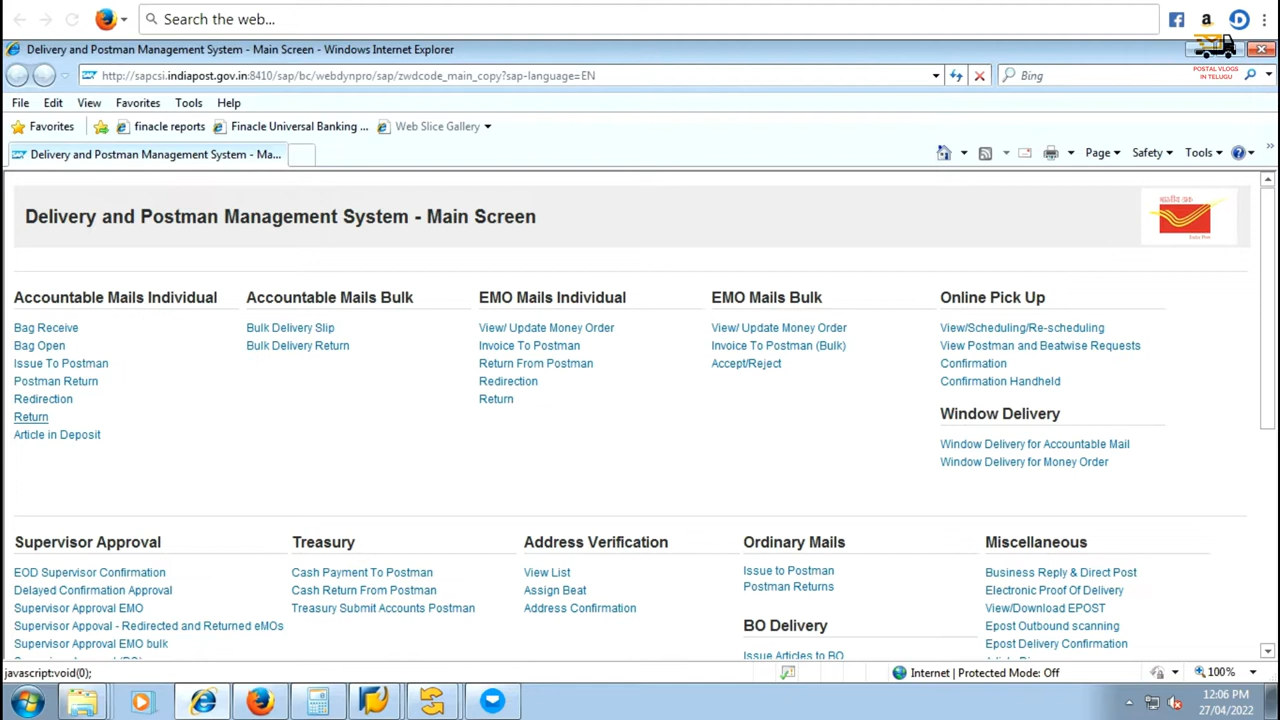 Search the web...
Delivery and Postman Management System - Main Screen - Windows Internet Explorer
http://sapcsi.indiapost.gov.in:8410/sap/bc/webdynpro/sap/zwdcode_main_copy?sap-language=EN
Bing
POSTAL VLOGS
IN TELUGU
File Edit View Favorites Tools Help
Favorites finacle reports Finacle Universal Banking ... Web Slice Gallery
Delivery and Postman Management System - Ma...
Page Safety Tools
Delivery and Postman Management System - Main Screen
भारतीय डाक
India Post
Accountable Mails Individual
Bag Receive
Bag Open
Issue To Postman
Postman Return
Redirection
Return
Article in Deposit
Accountable Mails Bulk
Bulk Delivery Slip
Bulk Delivery Return
EMO Mails Individual
View/ Update Money Order
Invoice To Postman
Return From Postman
Redirection
Return
EMO Mails Bulk
View/ Update Money Order
Invoice To Postman (Bulk)
Accept/Reject
Online Pick Up
View/Scheduling/Re-scheduling
View Postman and Beatwise Requests
Confirmation
Confirmation Handheld
Window Delivery
Window Delivery for Accountable Mail
Window Delivery for Money Order
Supervisor Approval
EOD Supervisor Confirmation
Delayed Confirmation Approval
Supervisor Approval EMO
Supervisor Appoval - Redirected and Returned eMOs
Supervisor Approval EMO bulk
Treasury
Cash Payment To Postman
Cash Return From Postman
Treasury Submit Accounts Postman
Address Verification
View List
Assign Beat
Address Confirmation
Ordinary Mails
Issue to Postman
Postman Returns
BO Delivery
Issue Articles to BO
Miscellaneous
Business Reply & Direct Post
Electronic Proof Of Delivery
View/Download EPOST
Epost Outbound scanning
Epost Delivery Confirmation
javascript:void(0);
Internet | Protected Mode: Off
100%
12:06 PM
27/04/2022